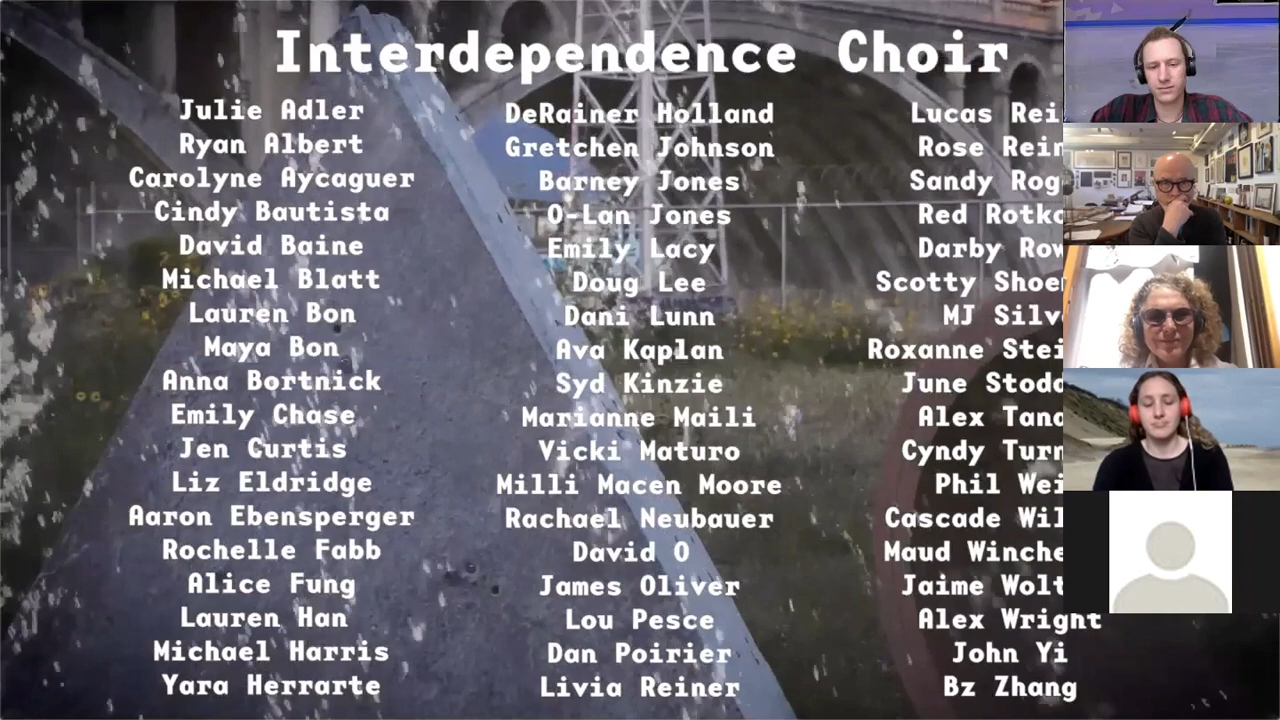 Interdependence Choir
Julie Adler
Ryan Albert
Carolyne Aycaguer
Cindy Bautista
David Baine
Michael Blatt
Lauren Bon
Maya Bon
Anna Bortnick
Emily Chase
Jen Curtis
Liz Eldridge
Aaron Ebensperger
Rochelle Fabb
Alice Fung
Lauren Han
Michael Harris
Yara Herrarte
DeRainer Holland
Gretchen Johnson
Barney Jones
O-Lan Jones
Emily Lacy
Doug Lee
Dani Lunn
Ava Kaplan
Syd Kinzie
Marianne Maili
Vicki Maturo
Milli Macen Moore
Rachael Neubauer
David O
James Oliver
Lou Pesce
Dan Poirier
Livia Reiner
Lucas
Rose
Sandy
Red
Darby
Scotty
MJ
Roxanne
June
Alex
Cyndy
Phil
Cascade
Maud
Jaime
Alex Wright
John Yi
Bz Zhang